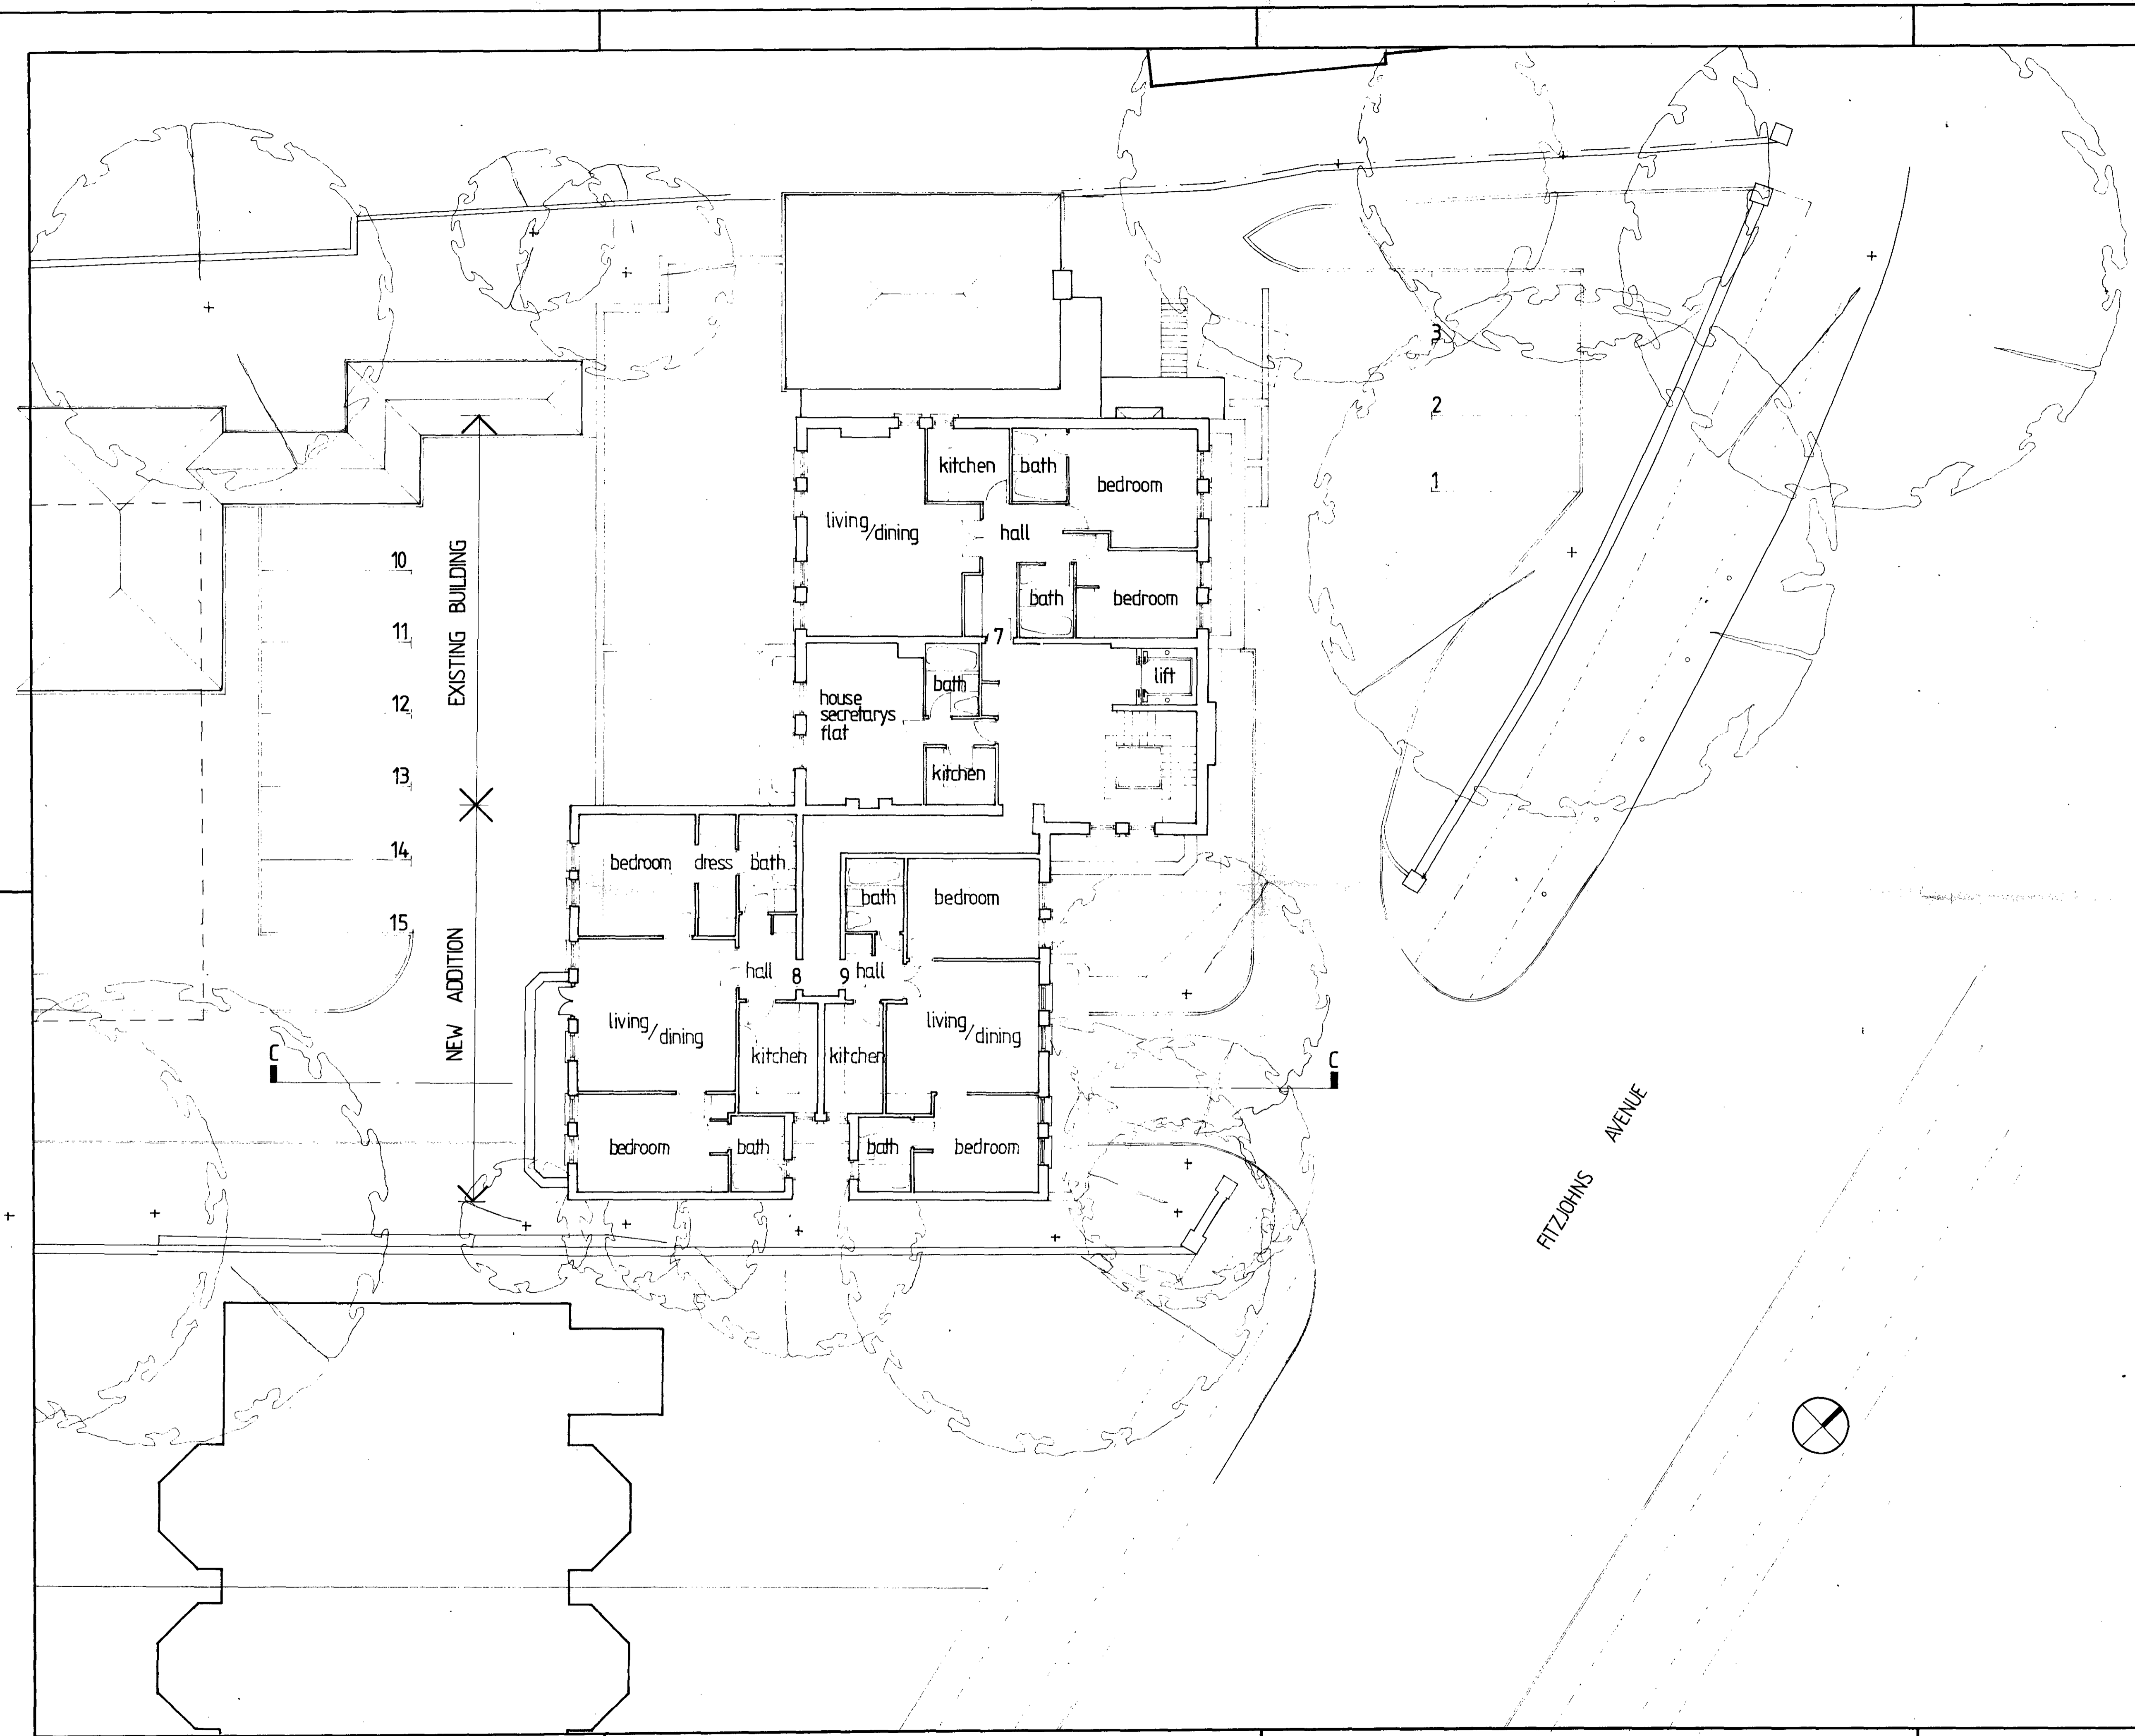 3
2
1
kitchen
bath
bedroom
living/dining
hall
10
EXISTING BUILDING
bath
bedroom
11
7
lift
bath
house
secretarys
flat
12
kitchen
13
14
bedroom
dress
bath
bath
bedroom
15
NEW ADDITION
hall
8
9
hall
living/dining
kitchen
kitchen
living/dining
C
C
bedroom
bath
bath
bedroom
FITZJOHNS AVENUE